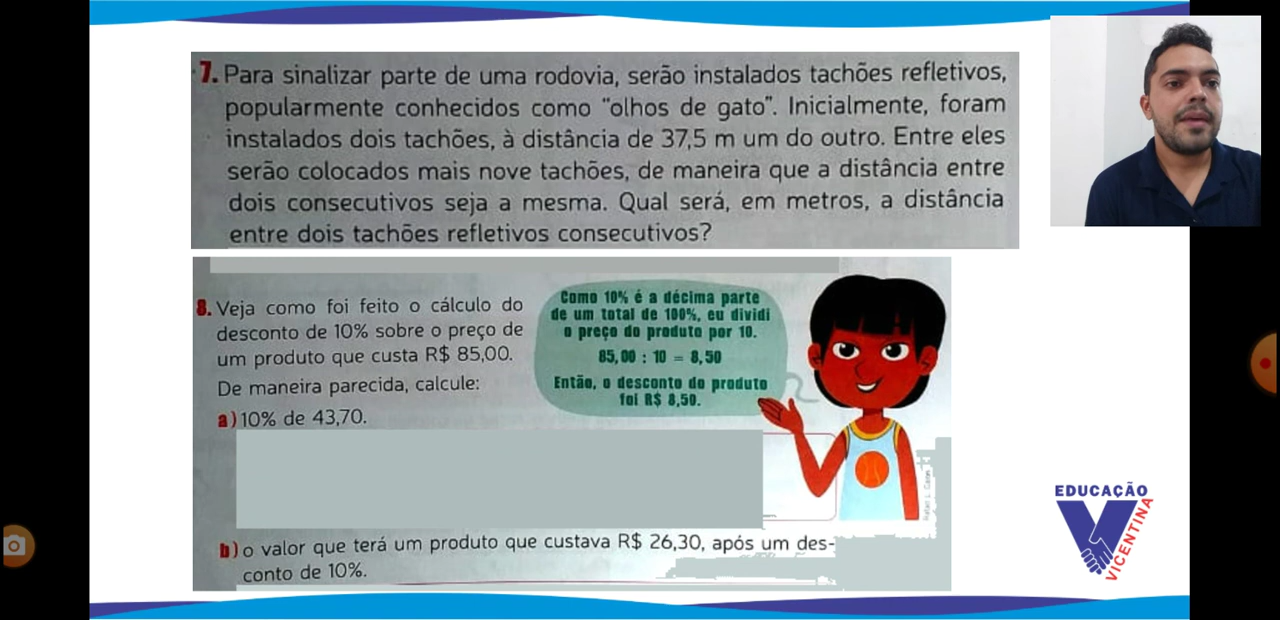 7. Para sinalizar parte de uma rodovia, serão instalados tachões refletivos,
popularmente conhecidos como "olhos de gato". Inicialmente, foram
instalados dois tachões, à distância de 37,5 m um do outro. Entre eles
serão colocados mais nove tachões, de maneira que a distância entre
dois consecutivos seja a mesma. Qual será, em metros, a distância
entre dois tachões refletivos consecutivos?
8. Veja como foi feito o cálculo do
desconto de 10% sobre o preço de
um produto que custa R$ 85,00.
De maneira parecida, calcule:
a) 10% de 43,70.
Como 10% é a décima parte
de um total de 100%, eu dividi
o preço do produto por 10.
85,00 : 10 = 8,50
Então, o desconto do produto
foi R$ 8,50.
b) o valor que terá um produto que custava R$ 26,30, após um des-
conto de 10%.
EDUCAÇÃO
VICENTINA